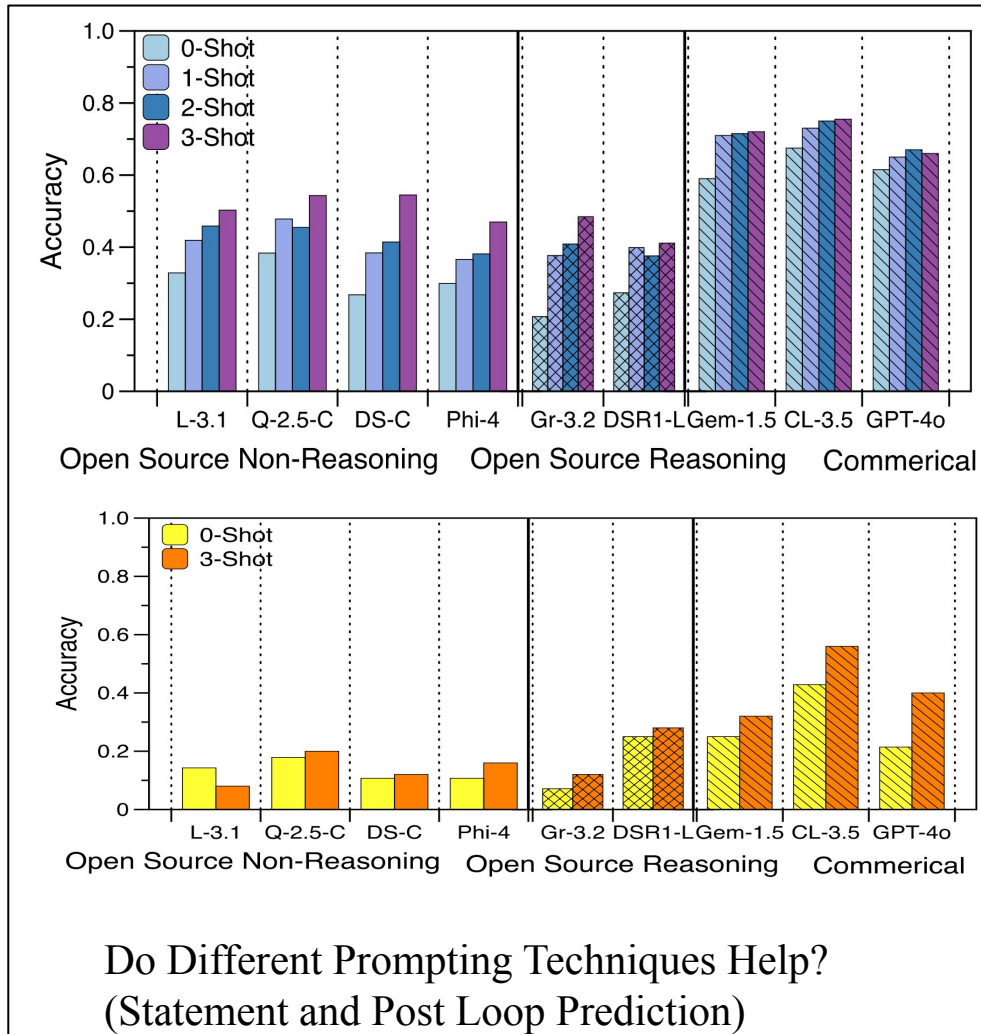 1.0
0-Shot
1-Shot
0.8
2-Shot
3-Shot
0.6
Accuracy
0.4
0.2
0
L-3.1 Q-2.5-C DS-C Phi-4 Gr-3.2 DSR1-L Gem-1.5 CL-3.5 GPT-4o
Open Source Non-Reasoning Open Source Reasoning Commerical
1.0
0-Shot
3-Shot
0.8
0.6
Accuracy
0.4
0.2
0
L-3.1 Q-2.5-C DS-C Phi-4 Gr-3.2 DSR1-L Gem-1.5 CL-3.5 GPT-4o
Open Source Non-Reasoning Open Source Reasoning Commerical
Do Different Prompting Techniques Help?
(Statement and Post Loop Prediction)